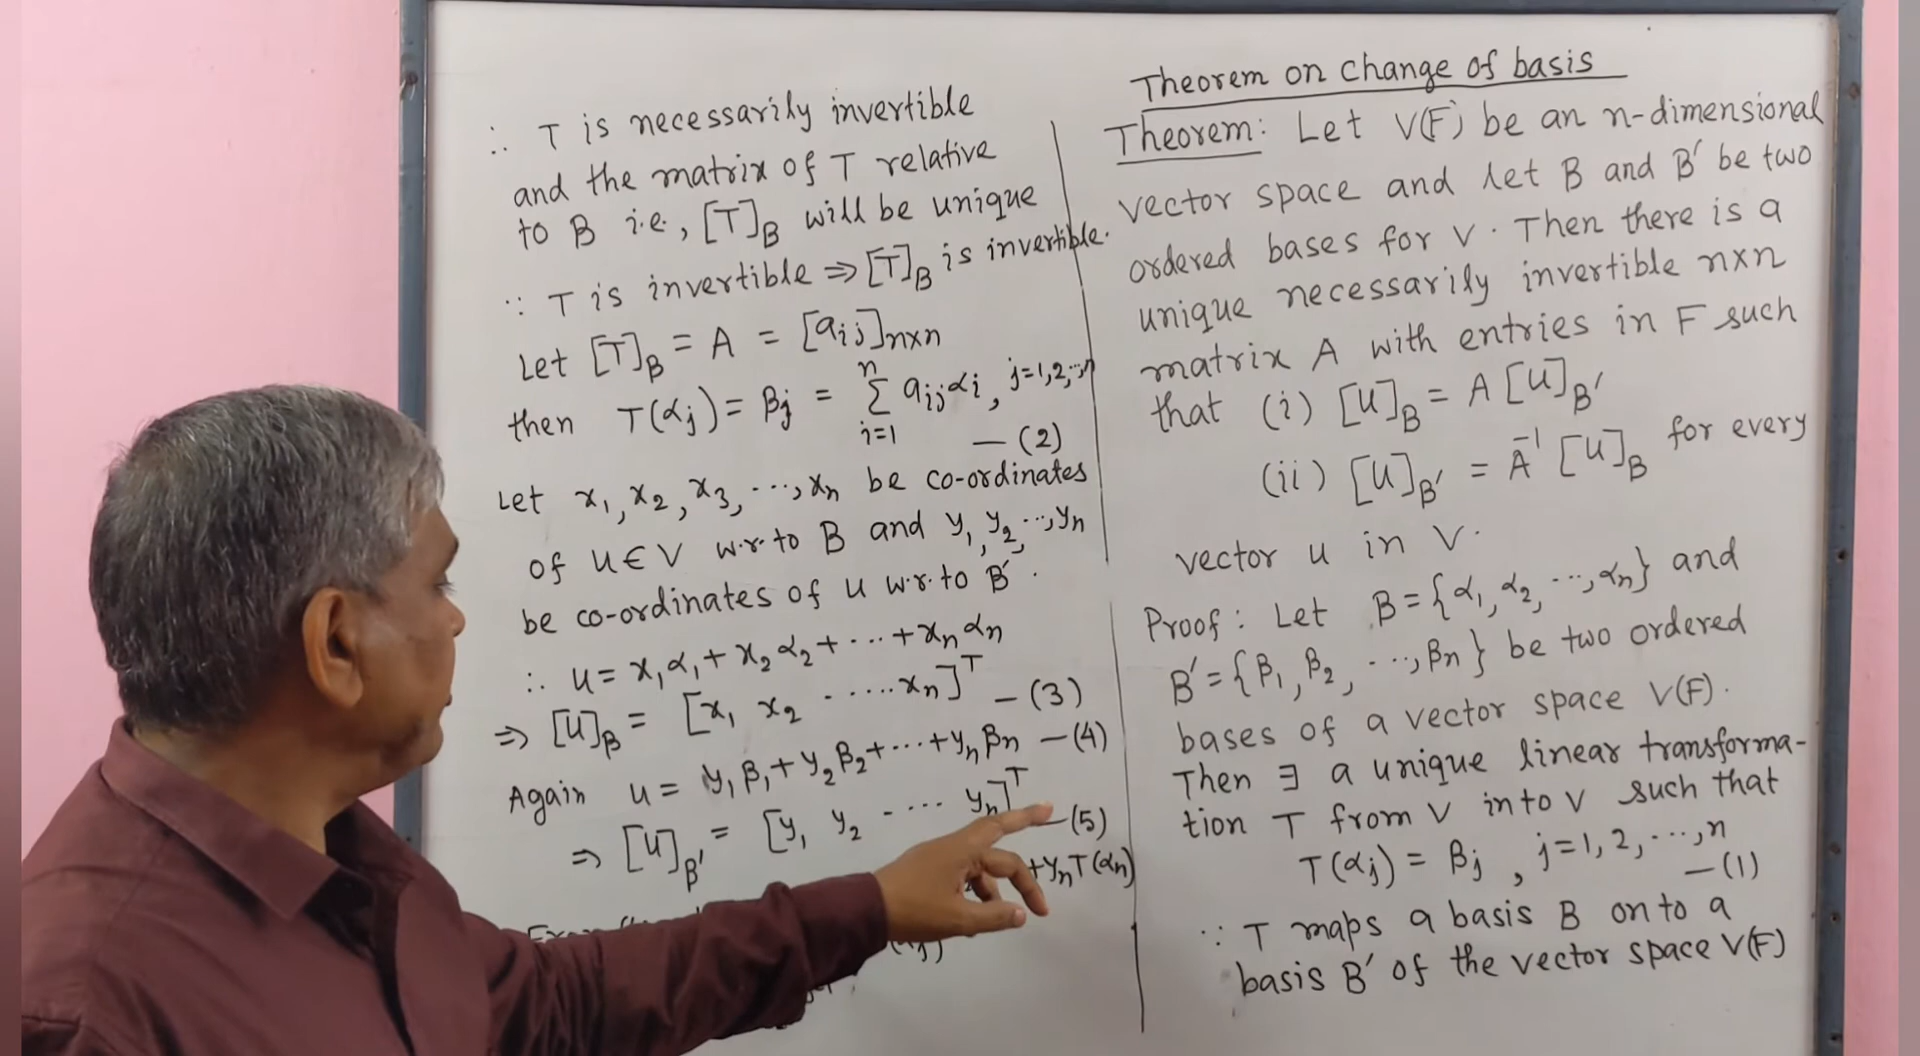 Theorem on change of basis
Theorem: Let V(F) be an n-dimensional
vector space and let B and B' be two
ordered bases for V. Then there is a
unique necessarily invertible n×n
matrix A with entries in F such
that (i) [u]_B = A [u]_B'
(ii) [u]_B' = A^-1 [u]_B for every
vector u in V.
Proof: Let B = {α1, α2, ..., αn} and
B' = {β1, β2, ..., βn} be two ordered
bases of a vector space V(F).
Then ∃ a unique linear transforma-
tion T from V into V such that
T(αj) = βj, j=1, 2, ..., n
—(1)
∵ T maps a basis B on to a
basis B' of the vector space V(F)
∴ T is necessarily invertible
and the matrix of T relative
to B i.e., [T]_B will be unique
∵ T is invertible ⇒ [T]_B is invertible.
Let [T]_B = A = [aij]n×n
then T(αj) = βj = Σ_{i=1}^{n} aij αi, j=1,2,..,n
—(2)
Let x1, x2, x3, ..., xn be co-ordinates
of u ∈ V w.r. to B and y1, y2, .., yn
be co-ordinates of u w.r. to B'.
∴ u = x1α1 + x2α2 + ... + xnαn
⇒ [u]_B = [x1 x2 ...... xn]^T —(3)
Again u = y1β1 + y2β2 + ... + ynβn —(4)
⇒ [u]_B' = [y1 y2 .... yn]^T —(5)
+ynT(αn)